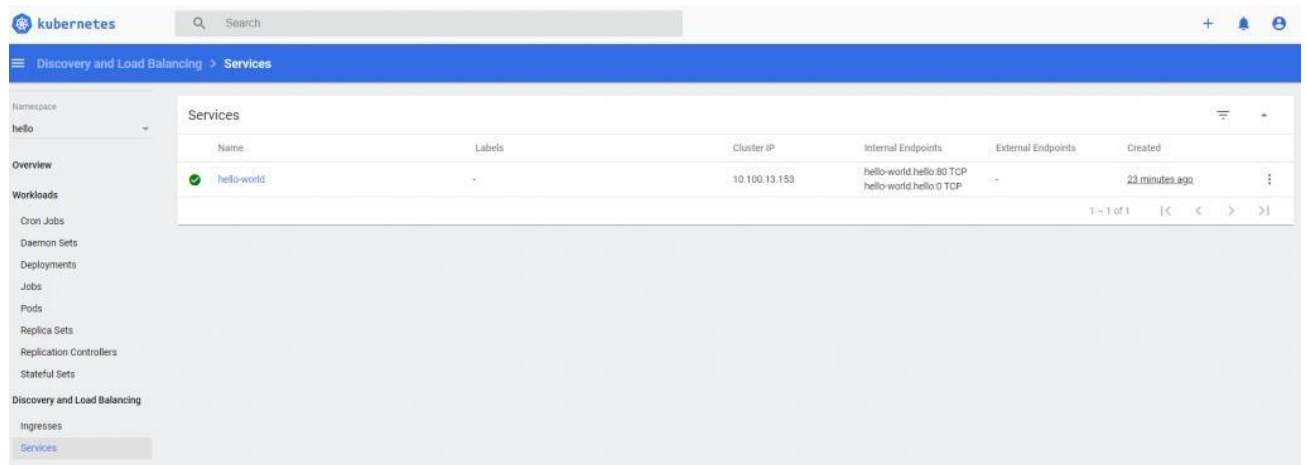 kubernetes
Search
Discovery and Load Balancing > Services
Namespace
hello
Overview
Workloads
Cron Jobs
Daemon Sets
Deployments
Jobs
Pods
Replica Sets
Replication Controllers
Stateful Sets
Discovery and Load Balancing
Ingresses
Services
Services
Name Labels Cluster IP Internal Endpoints External Endpoints Created
hello-world - 10.100.13.153 hello-world.hello:80 TCP - 23 minutes ago
hello-world.hello:0 TCP
1 – 1 of 1